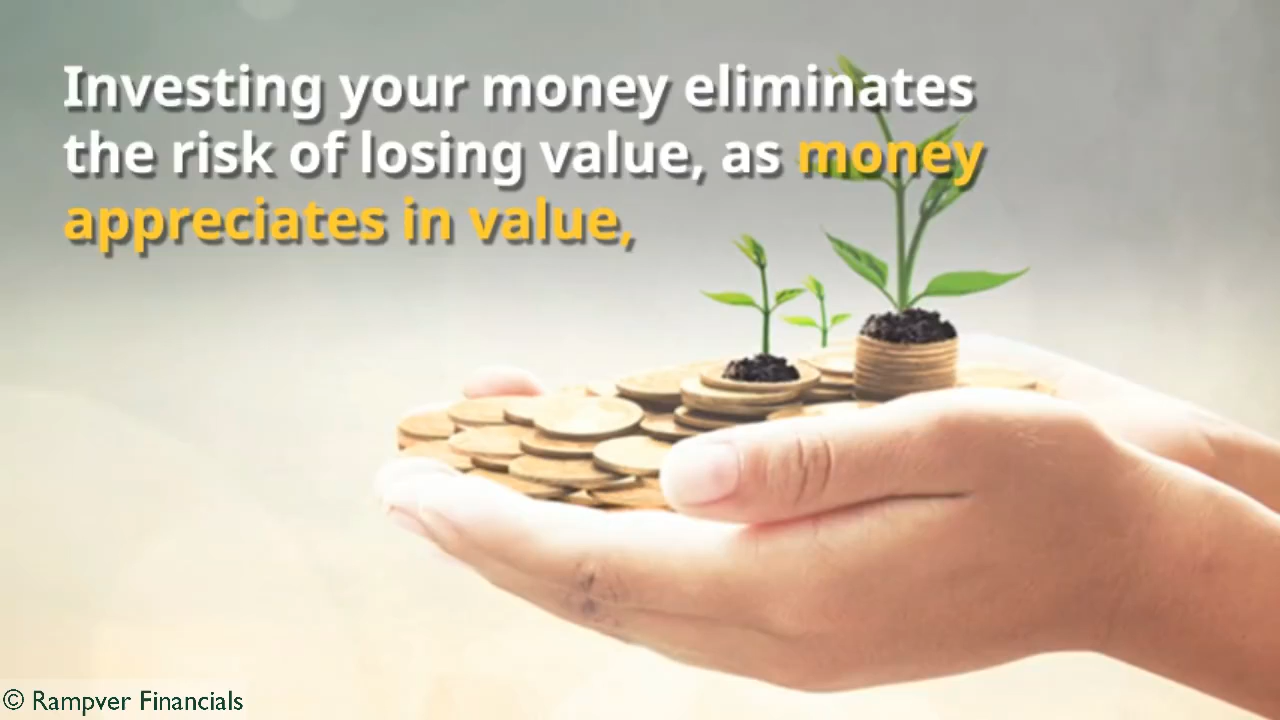 Investing your money eliminates
the risk of losing value, as money
appreciates in value,
© Rampver Financials